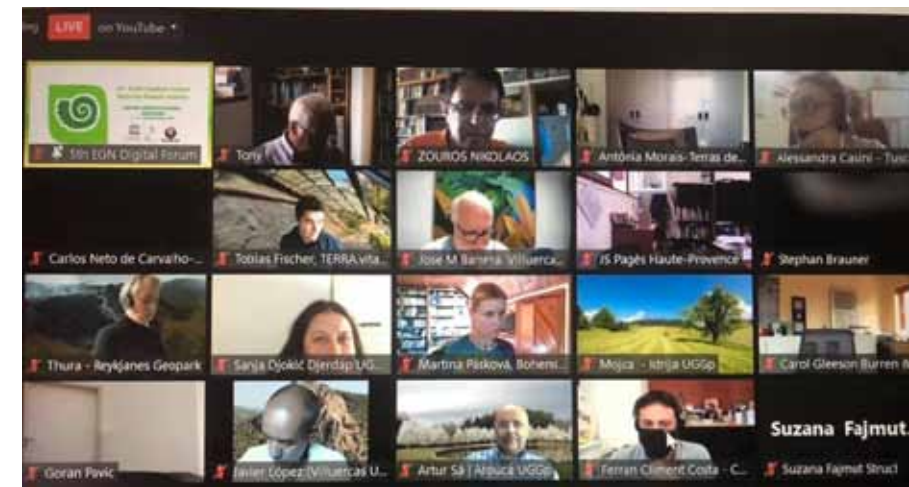 LIVE on YouTube
5th EGN Digital Forum
Tony
ZOUROS NIKOLAOS
Antónia Morais-Terras de...
Alessandra Casini - Tusc
Carlos Neto de Carvalho-...
Tobias Fischer, TERRA.vita...
Jose M Barrera. Villuerca...
JS Pagès Haute-Provence
Stephan Brauner
Thura - Reykjanes Geopark
Sanja Djokić Djerdap UG...
Martina Pásková, Bohemi...
Mojca - Idrija UGGp
Carol Gleeson Burren
Goran Pavic
Javier López (Villuercas U...
Artur Sá | Arouca UGGp
Ferran Climent Costa - C...
Suzana Fajmut.
Suzana Fajmut Štrucl